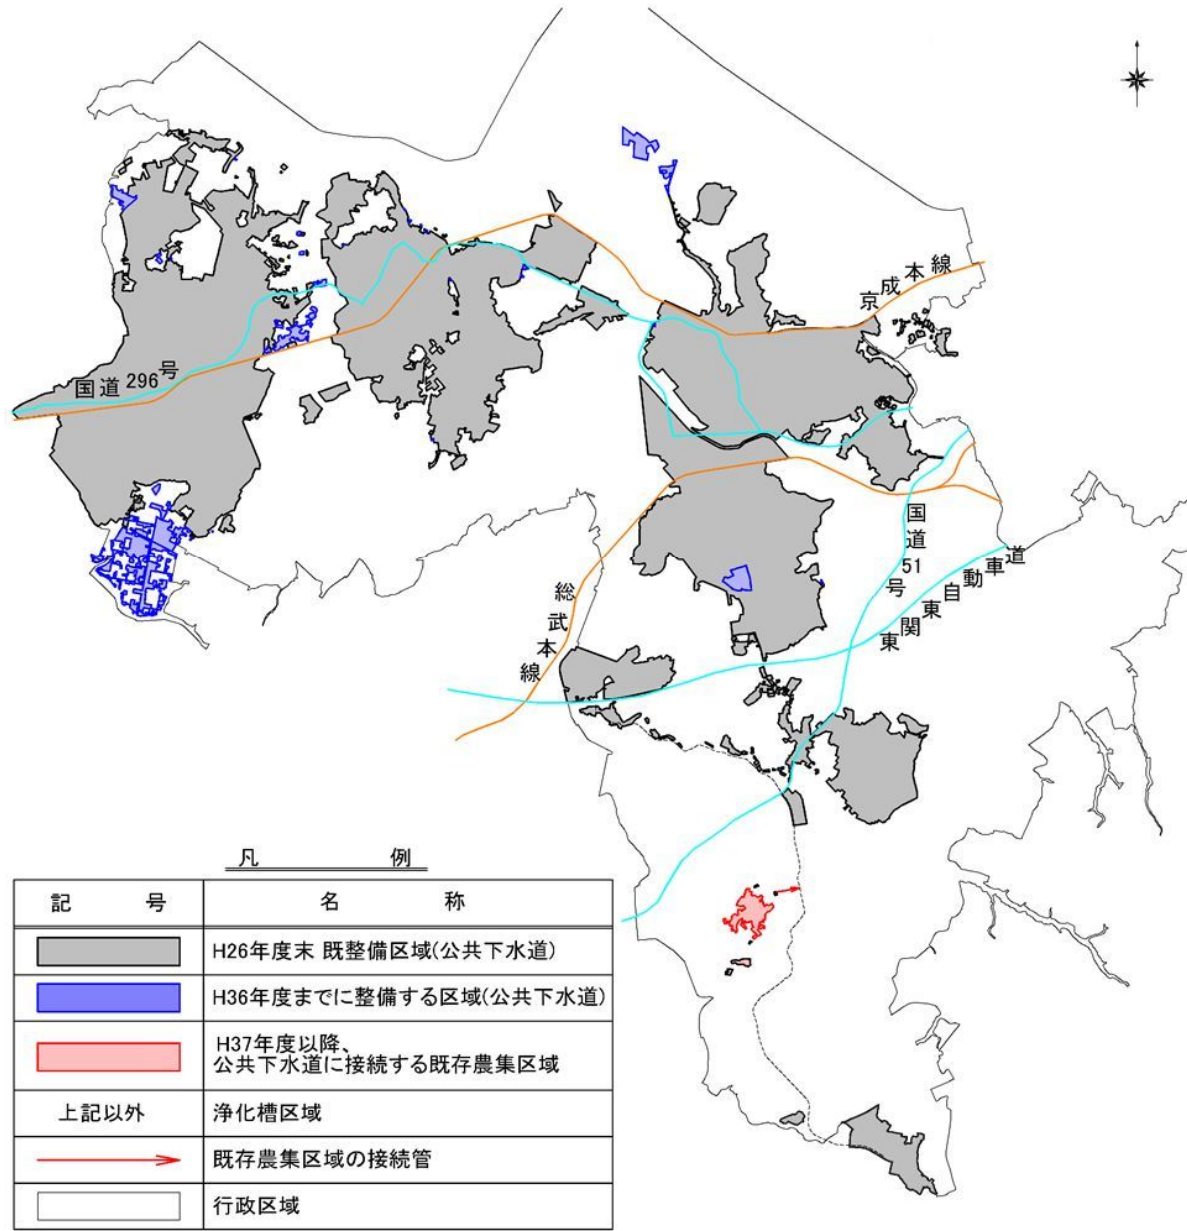 京成本線
国道296号
国道51号
東関東自動車道
総武本線
凡 例
記 号
名 称
H26年度末 既整備区域(公共下水道)
H36年度までに整備する区域(公共下水道)
H37年度以降、
公共下水道に接続する既存農集区域
上記以外
浄化槽区域
既存農集区域の接続管
行政区域